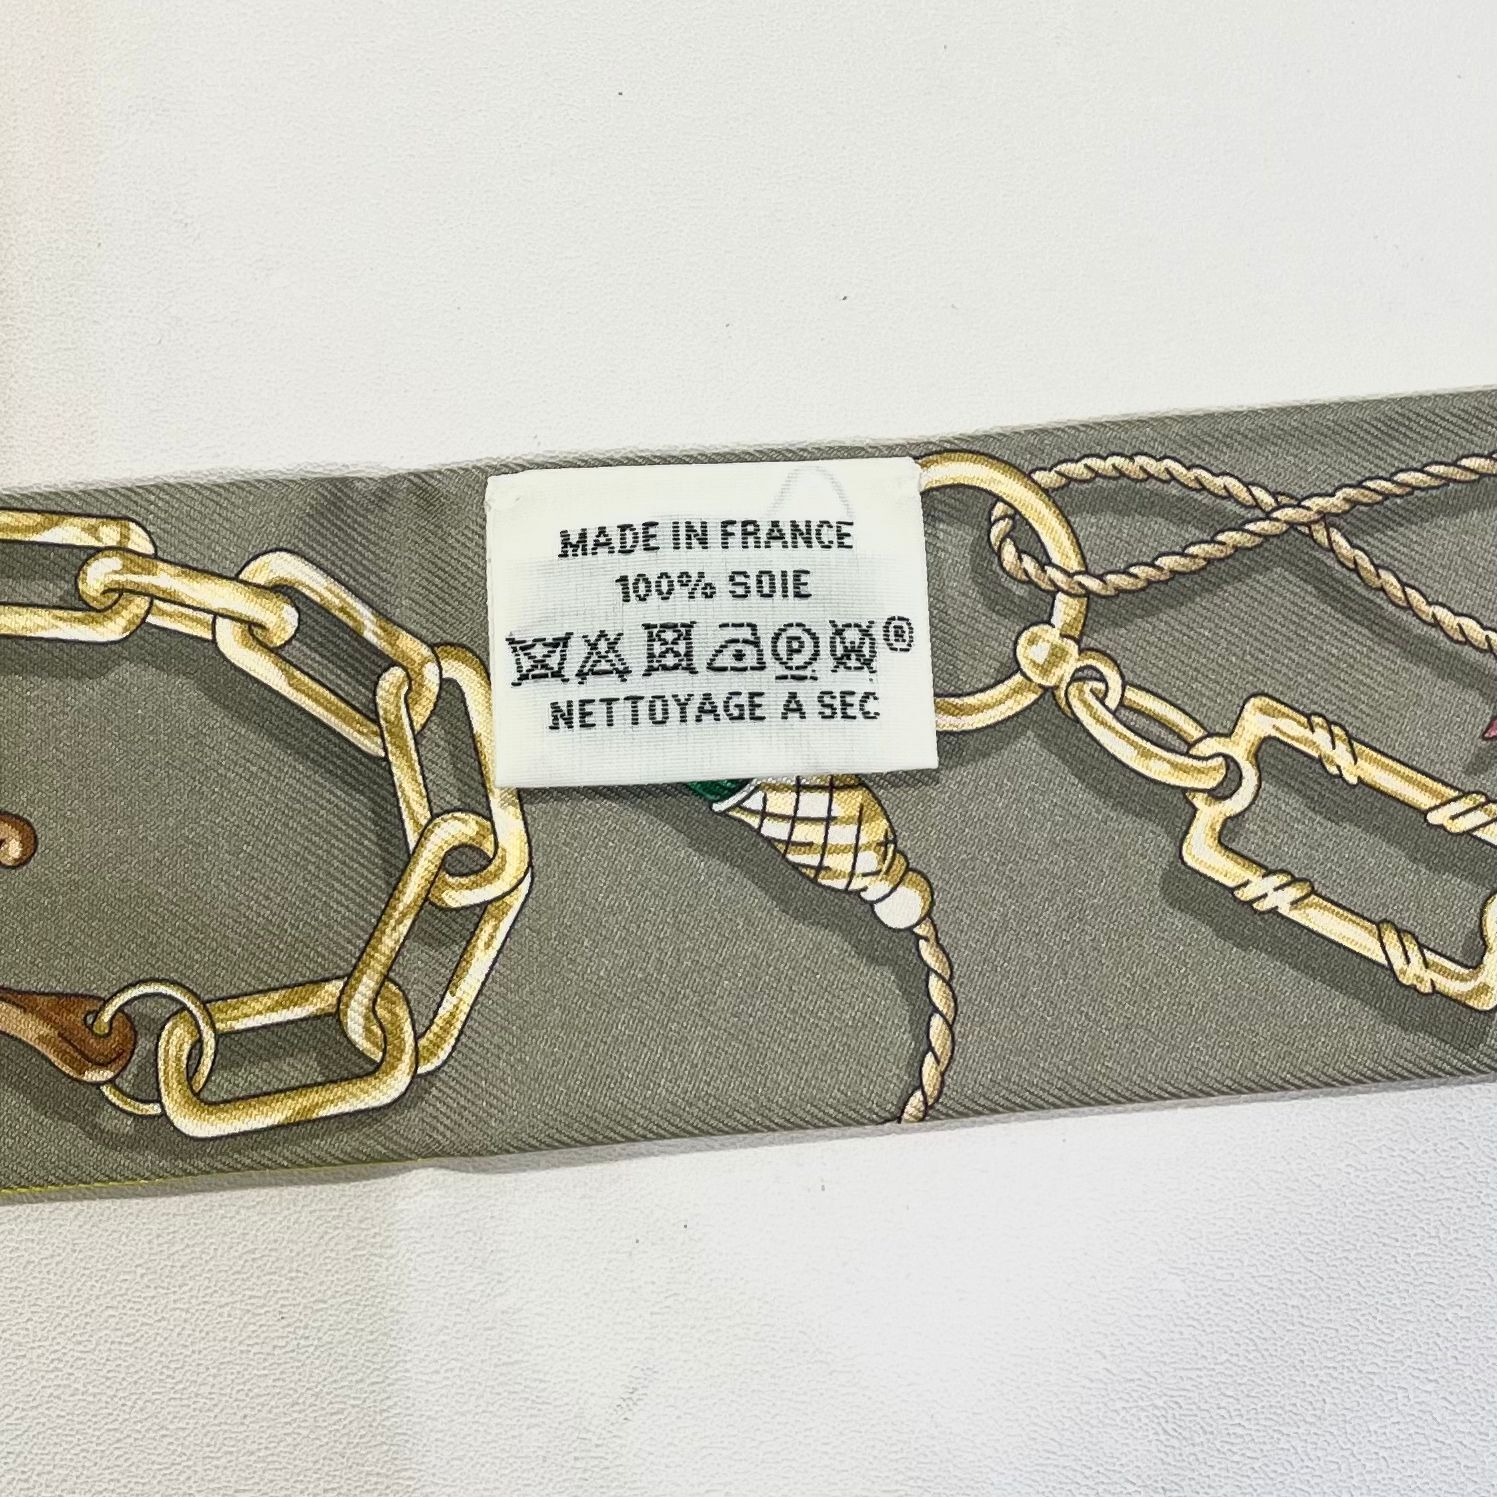 MADE IN FRANCE
100% SOIE
P W ®
NETTOYAGE A SEC